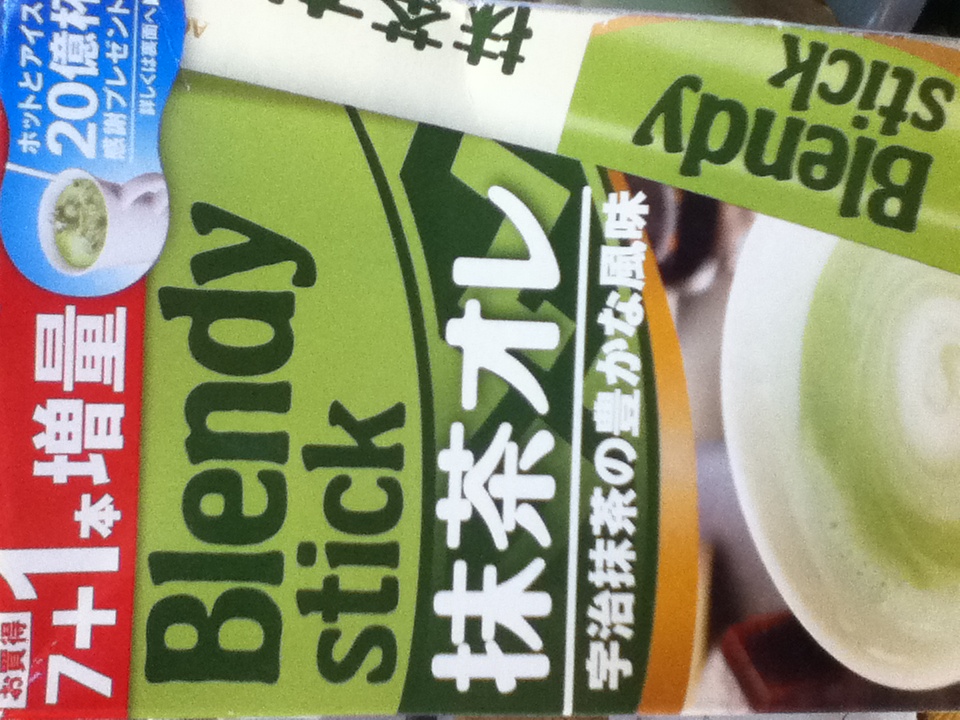 お買得
7+1本増量
ホットとアイス
20億杯
感謝プレゼント
詳しくは裏面へ
Blendy
stick
抹茶オレ
宇治抹茶の豊かな風味
Blendy
stick
抹茶